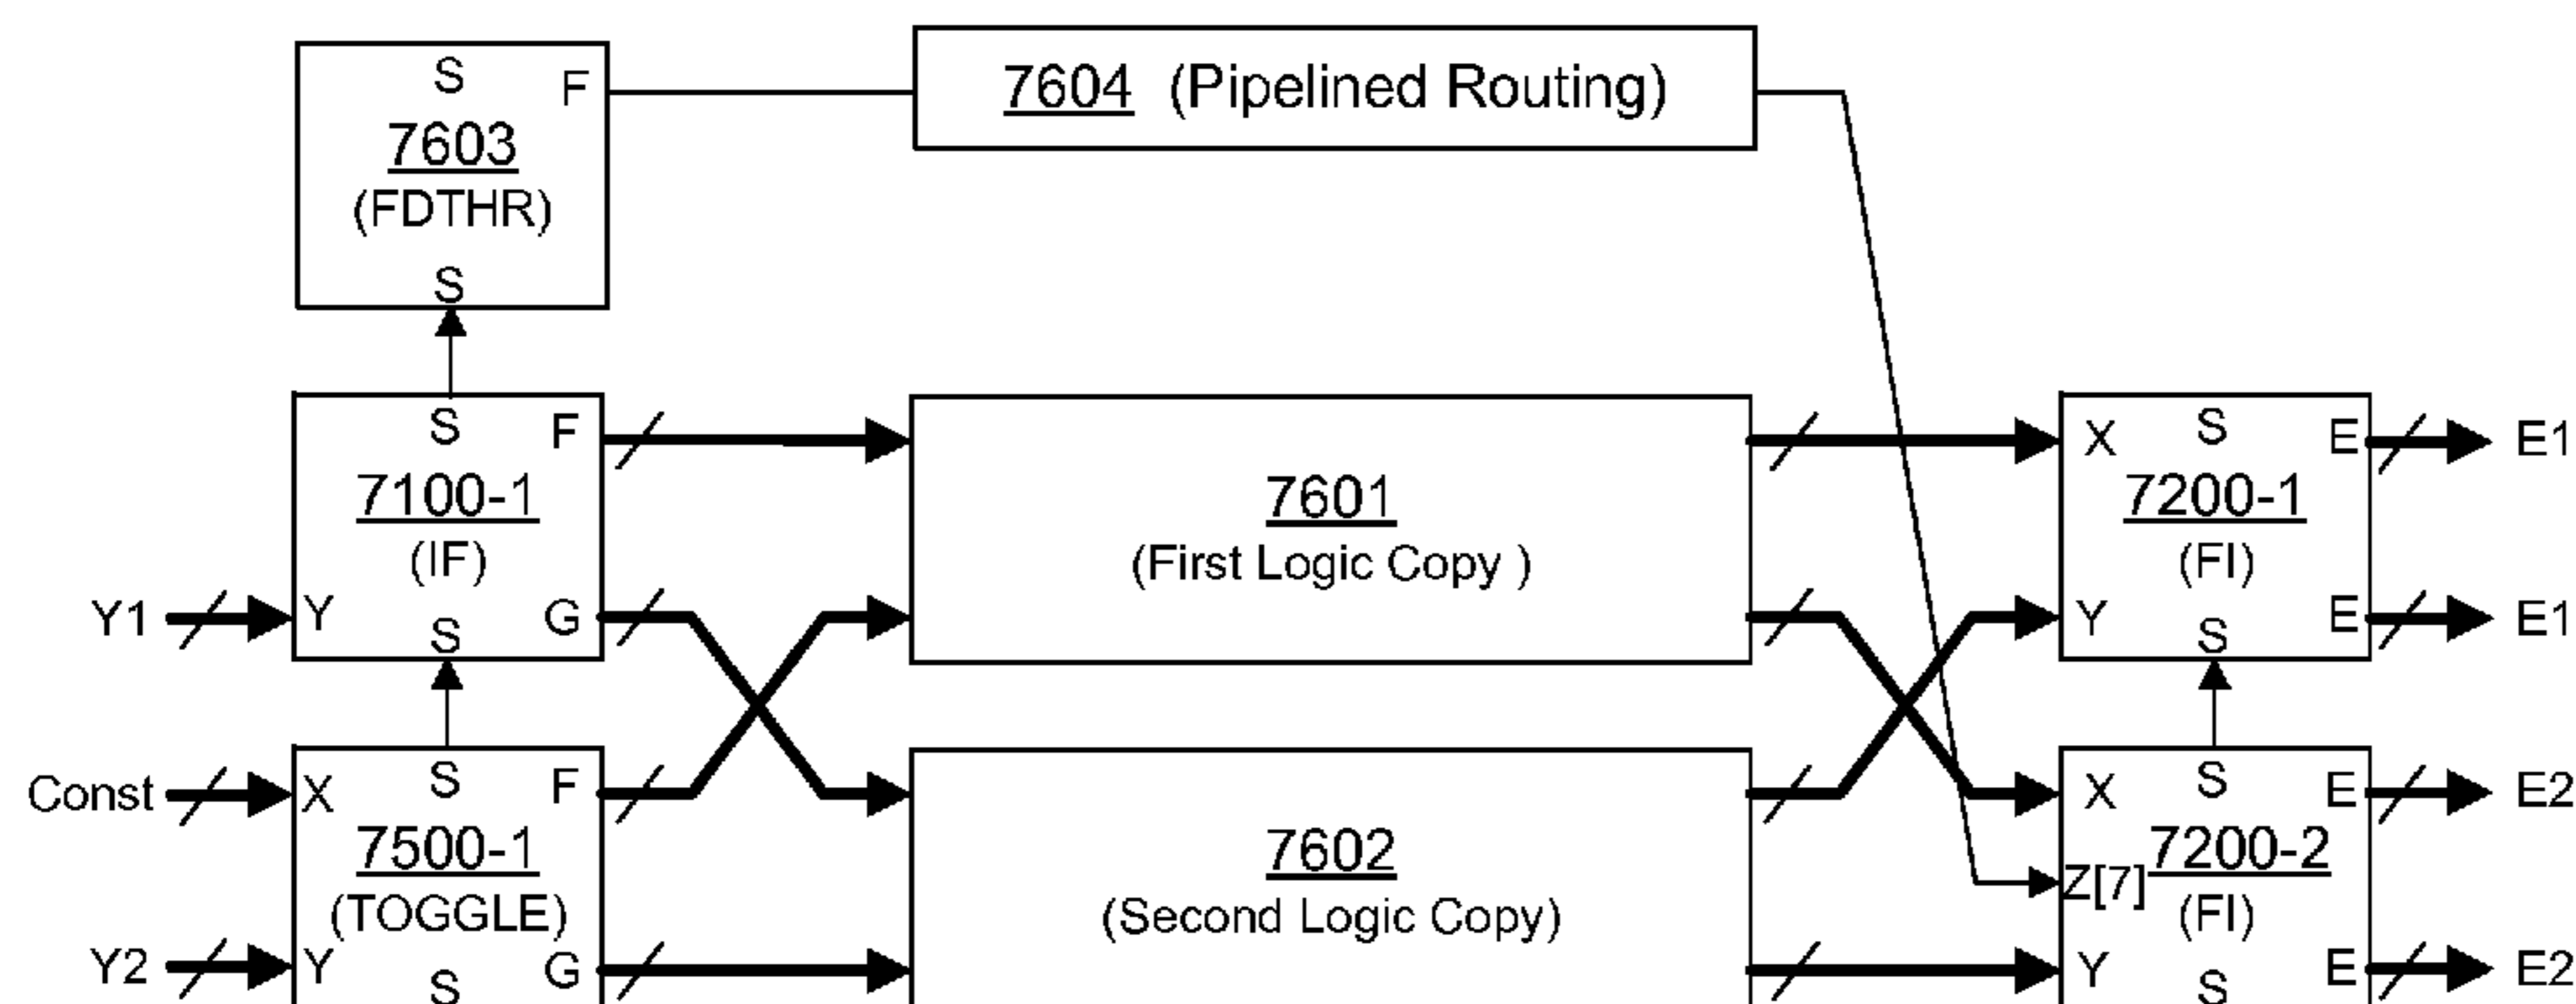 S F
7603
(FDTHR)
S
7604 (Pipelined Routing)
S F
7100-1
(IF)
Y1 Y G
S
7601
(First Logic Copy )
X S E E1
7200-1
(FI)
Y E E1
S
Const X S F
7500-1
(TOGGLE)
Y2 Y G
S
7602
(Second Logic Copy)
X S E E2
Z[7] 7200-2
(FI)
Y E E2
S